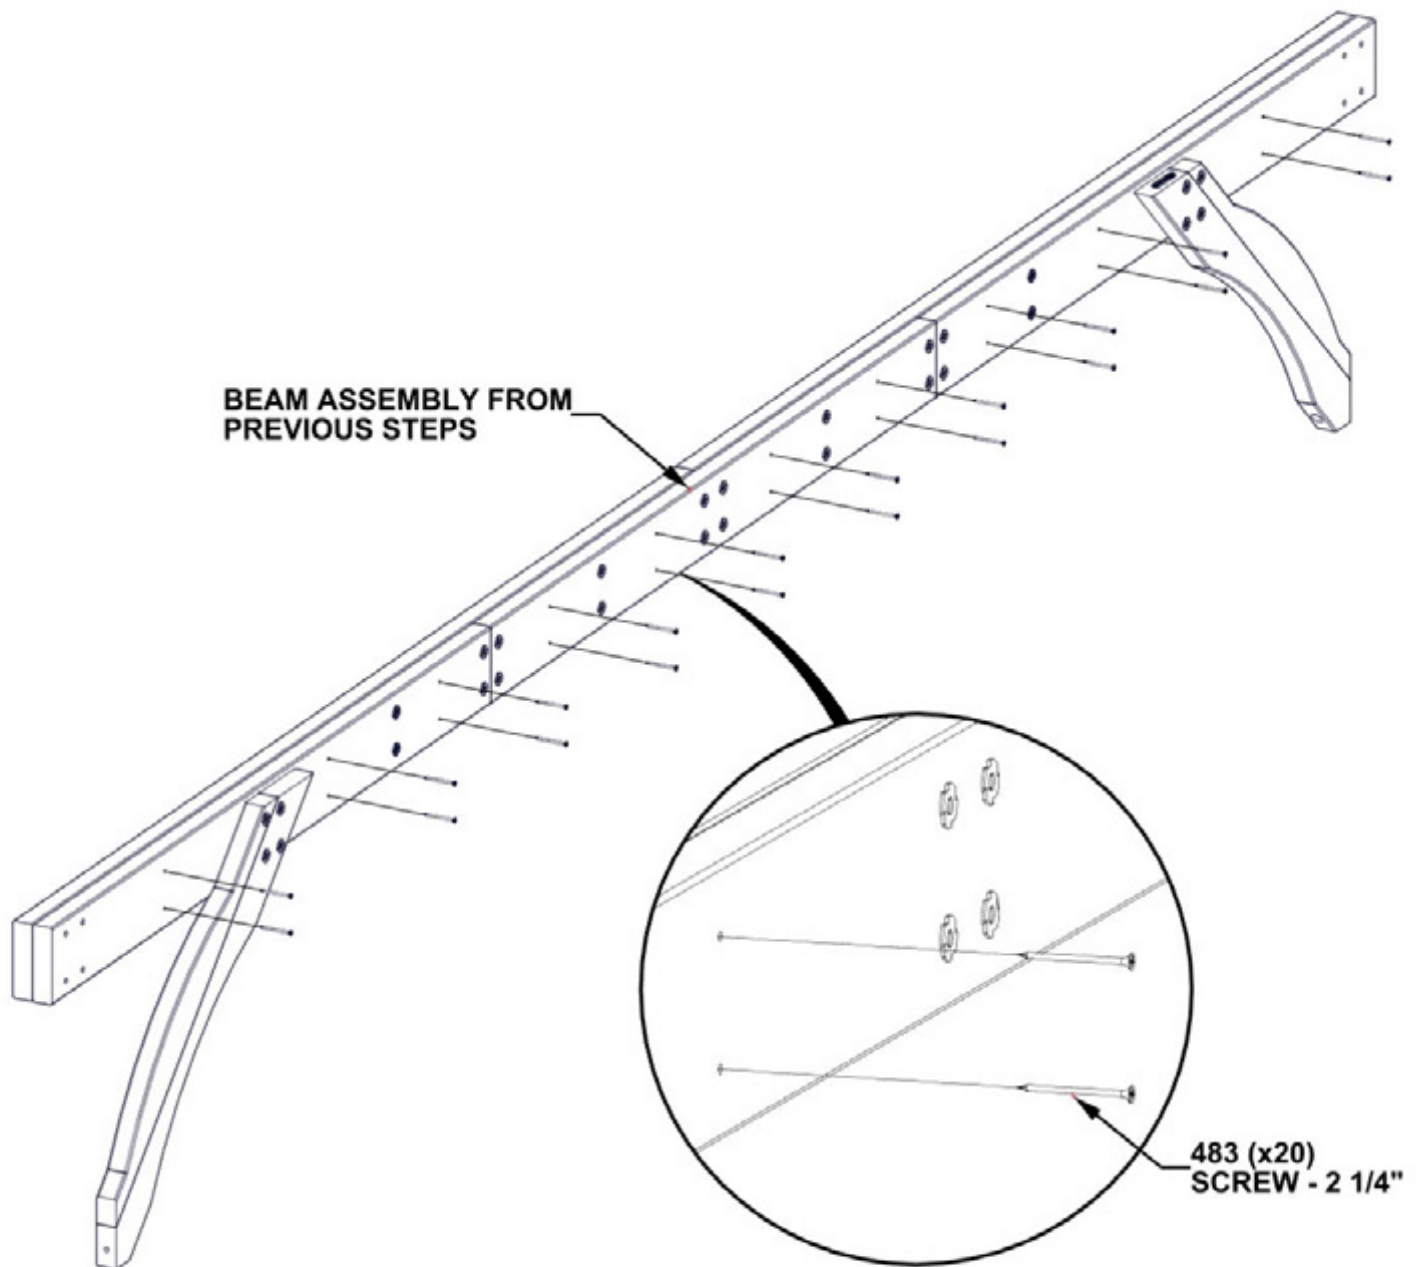 BEAM ASSEMBLY FROM
PREVIOUS STEPS
483 (x20)
SCREW - 2 1/4"